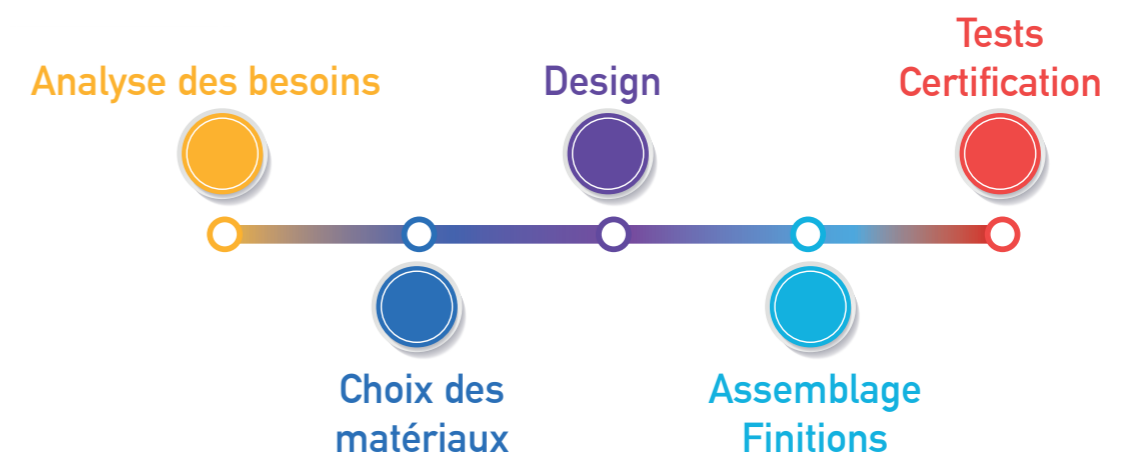 Analyse des besoins
Choix des
matériaux
Design
Assemblage
Finitions
Tests
Certification